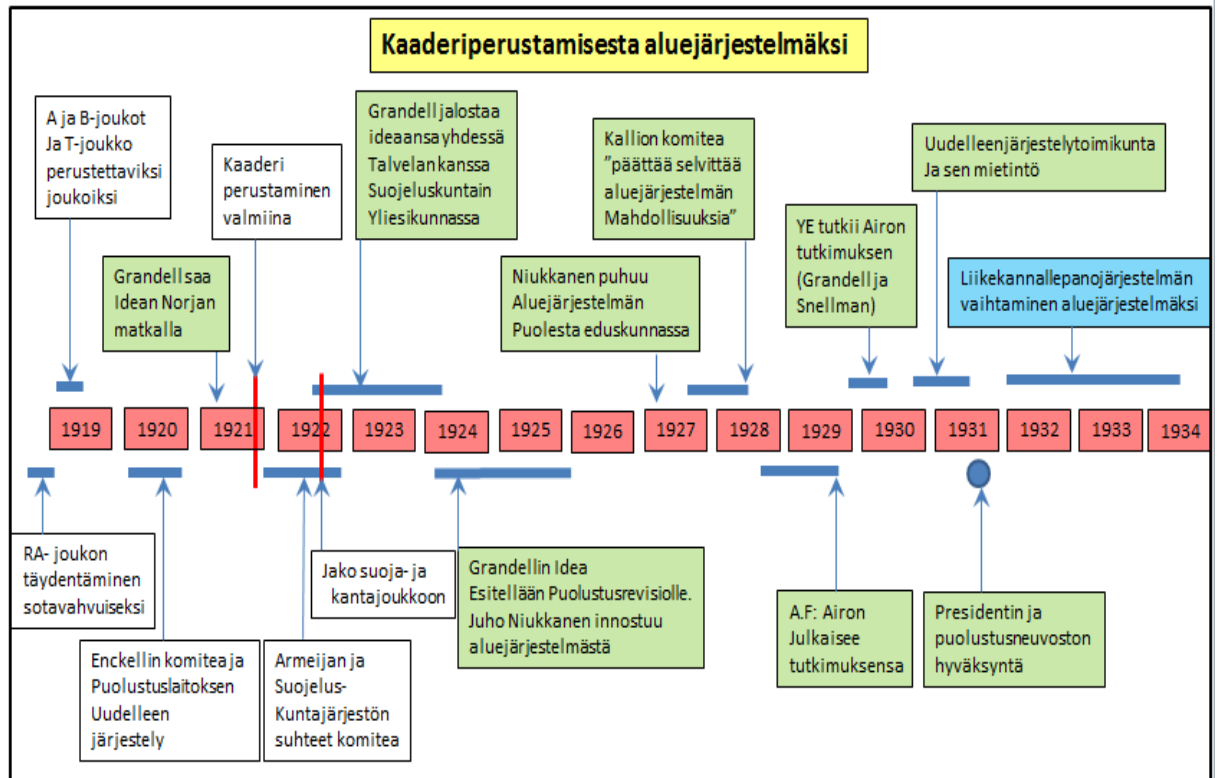 Kaaderiperustamisesta aluejärjestelmäksi
A ja B-joukot
Ja T-joukko
perustettaviksi
joukoiksi
Kaaderi
perustaminen
valmiina
Grandell jalostaa
ideaansa yhdessä
Talvelan kanssa
Suojeluskuntain
Yliesikunnassa
Kallion komitea
"päättää selvittää
aluejärjestelmän
Mahdollisuuksia"
Uudelleenjärjestelytoimikunta
Ja sen mietintö
Grandell saa
Idean Norjan
matkalla
Niukkanen puhuu
Aluejärjestelmän
Puolesta eduskunnassa
YE tutkii Airon
tutkimuksen
(Grandell ja
Snellman)
Liikekannallepanojärjestelmän
vaihtaminen aluejärjestelmäksi
1919
1920
1921
1922
1923
1924
1925
1926
1927
1928
1929
1930
1931
1932
1933
1934
RA- joukon
täydentäminen
sotavahvuiseksi
Enckellin komitea ja
Puolustuslaitoksen
Uudelleen
järjestely
Armeijan ja
Suojelus-
Kuntajärjestön
suhteet komitea
Jako suoja- ja
kantajoukkoon
Grandellin Idea
Esitellään Puolustusrevisiolle.
Juho Niukkanen innostuu
aluejärjestelmästä
A.F: Airon
Julkaisee
tutkimuksensa
Presidentin ja
puolustusneuvoston
hyväksyntä